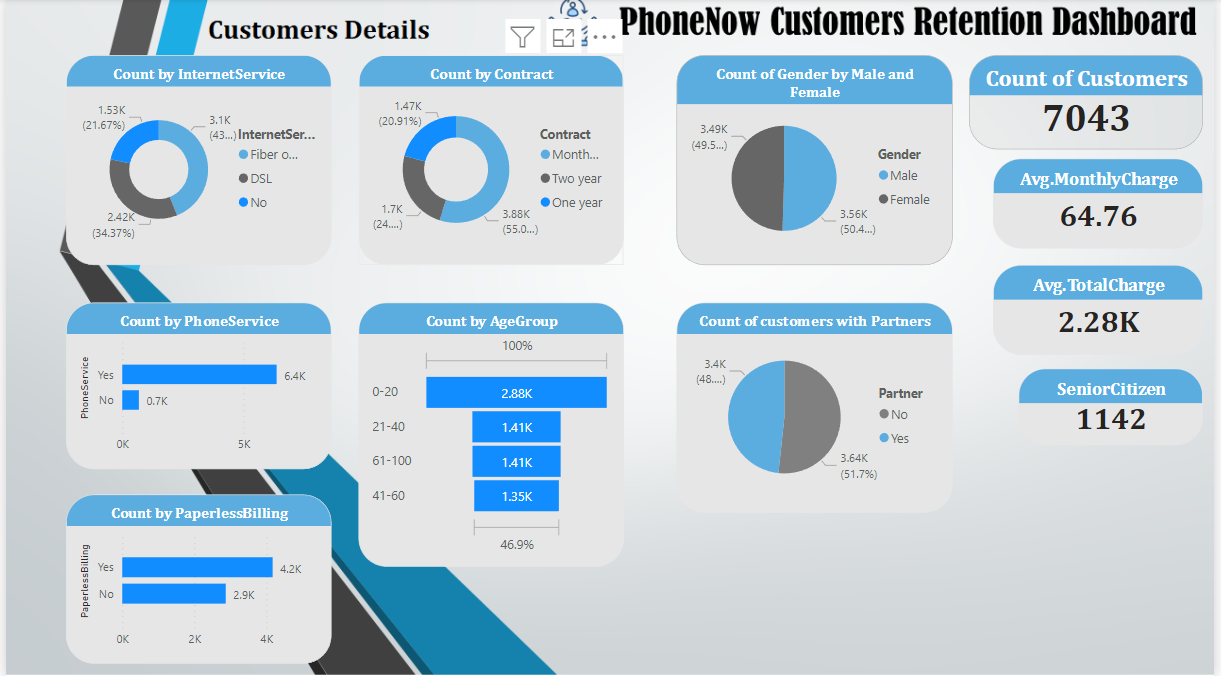 Customers Details
PhoneNow Customers Retention Dashboard
Count by InternetService
1.53K
(21.67%)
3.1K
(43...)
2.42K
(34.37%)
InternetSer...
Fiber o...
DSL
No
Count by Contract
1.47K
(20.91%)
1.7K
(24....)
3.88K
(55.0...)
Contract
Month...
Two year
One year
Count of Gender by Male and
Female
3.49K
(49.5...)
3.56K
(50.4...)
Gender
Male
Female
Count of Customers
7043
Avg.MonthlyCharge
64.76
Avg.TotalCharge
2.28K
SeniorCitizen
1142
Count by PhoneService
PhoneService
Yes
6.4K
No
0.7K
0K
5K
Count by AgeGroup
100%
0-20
2.88K
21-40
1.41K
61-100
1.41K
41-60
1.35K
46.9%
Count of customers with Partners
3.4K
(48....)
3.64K
(51.7%)
Partner
No
Yes
Count by PaperlessBilling
PaperlessBilling
Yes
4.2K
No
2.9K
0K
2K
4K